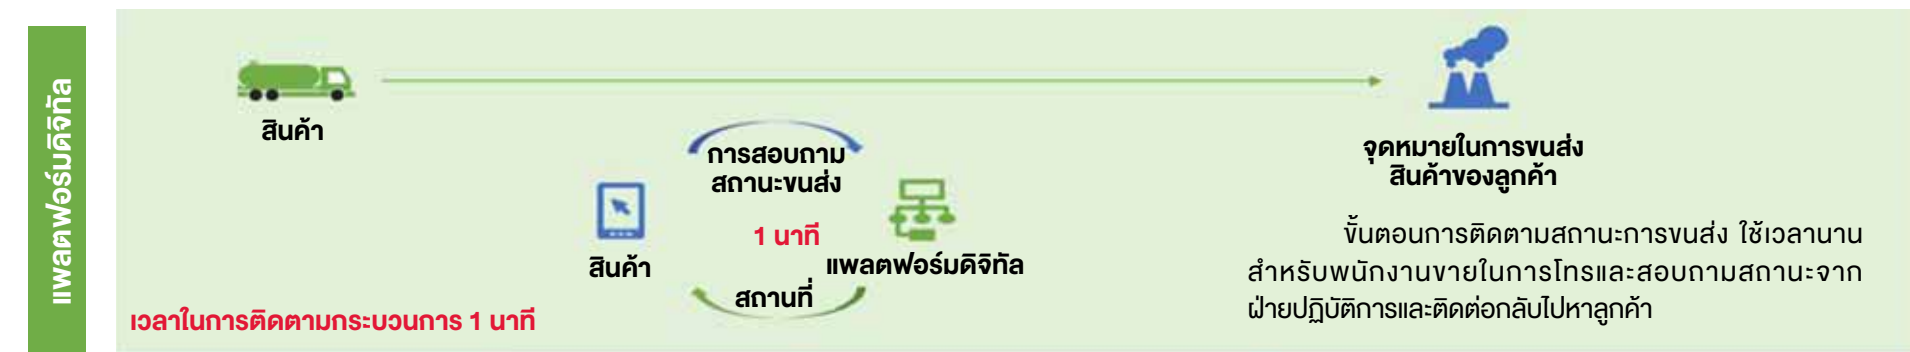 แพลตฟอร์มดิจิทัล
สินค้า
การสอบถาม
สถานะขนส่ง
1 นาที
สินค้า
แพลตฟอร์มดิจิทัล
สถานที่
เวลาในการติดตามกระบวนการ 1 นาที
จุดหมายในการขนส่ง
สินค้าของลูกค้า
ขั้นตอนการติดตามสถานะการขนส่ง ใช้เวลานาน
สำหรับพนักงานขายในการโทรและสอบถามสถานะจาก
ฝ่ายปฏิบัติการและติดต่อกลับไปหาลูกค้า